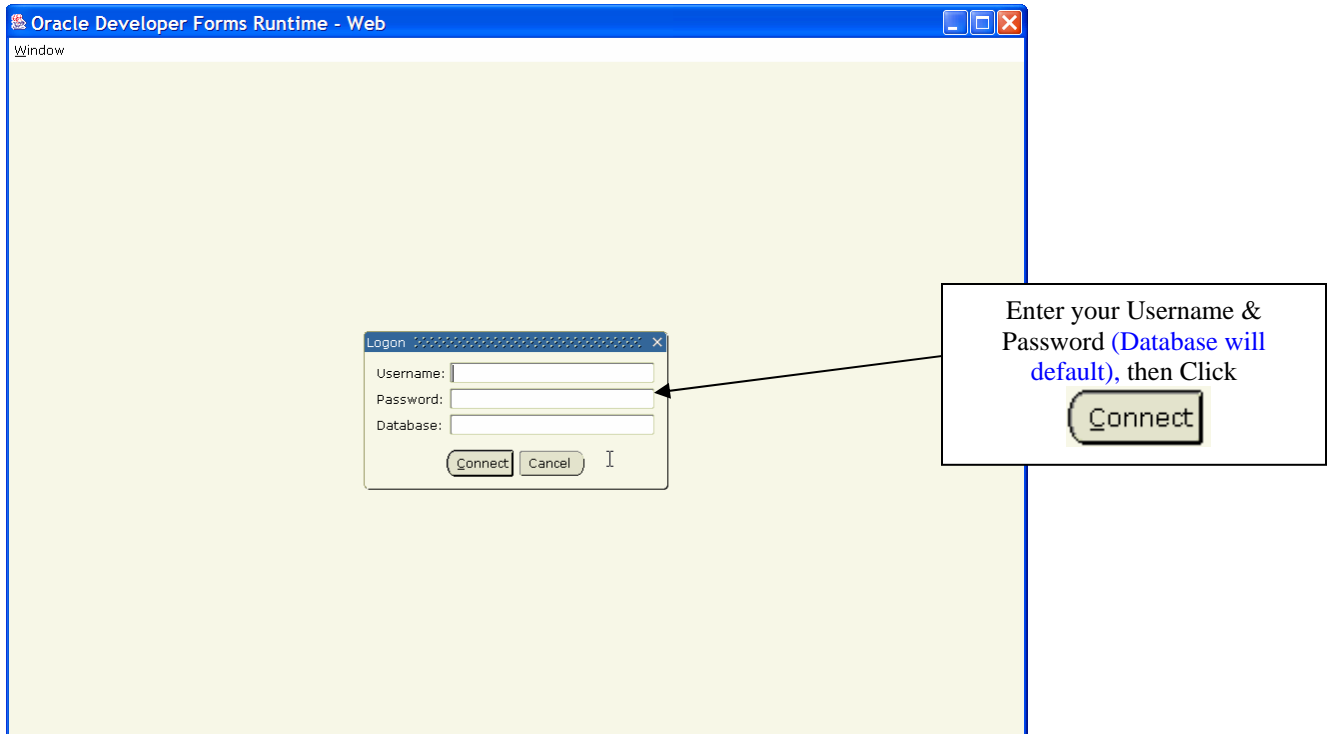 Oracle Developer Forms Runtime - Web
Window
Logon
Username:
Password:
Database:
Connect Cancel
Enter your Username &
Password (Database will
default), then Click
Connect